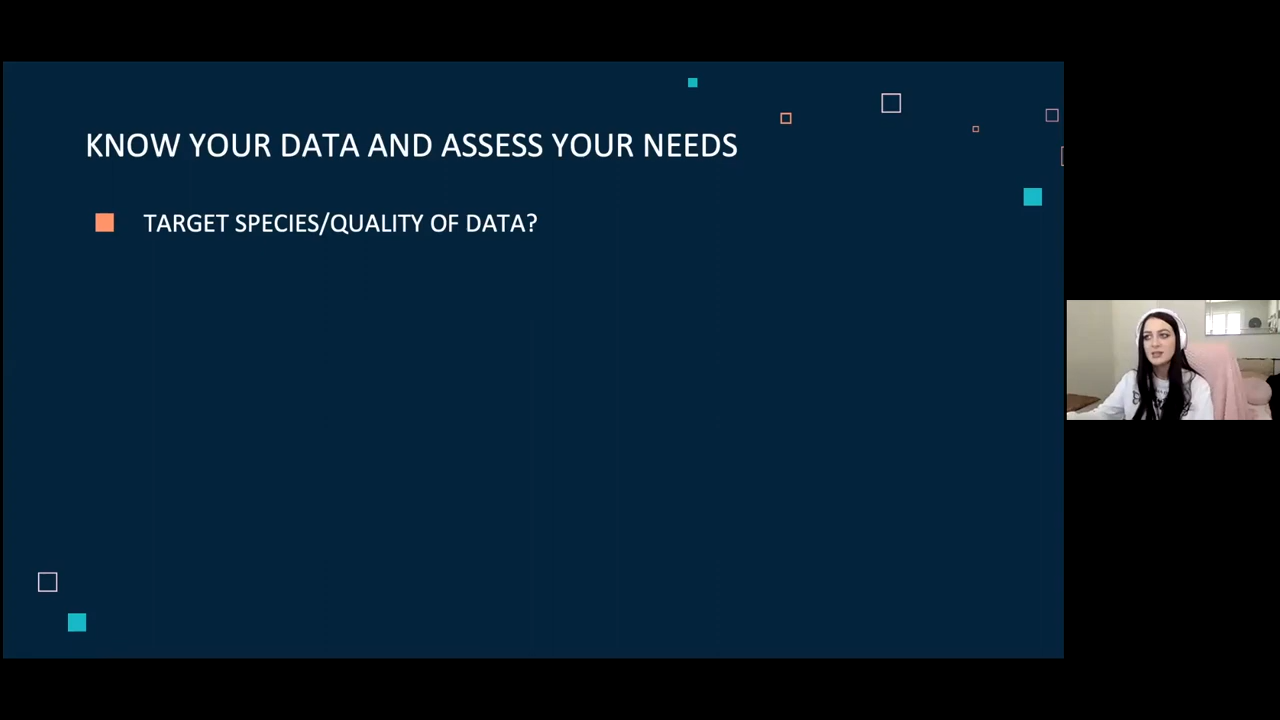 KNOW YOUR DATA AND ASSESS YOUR NEEDS
TARGET SPECIES/QUALITY OF DATA?